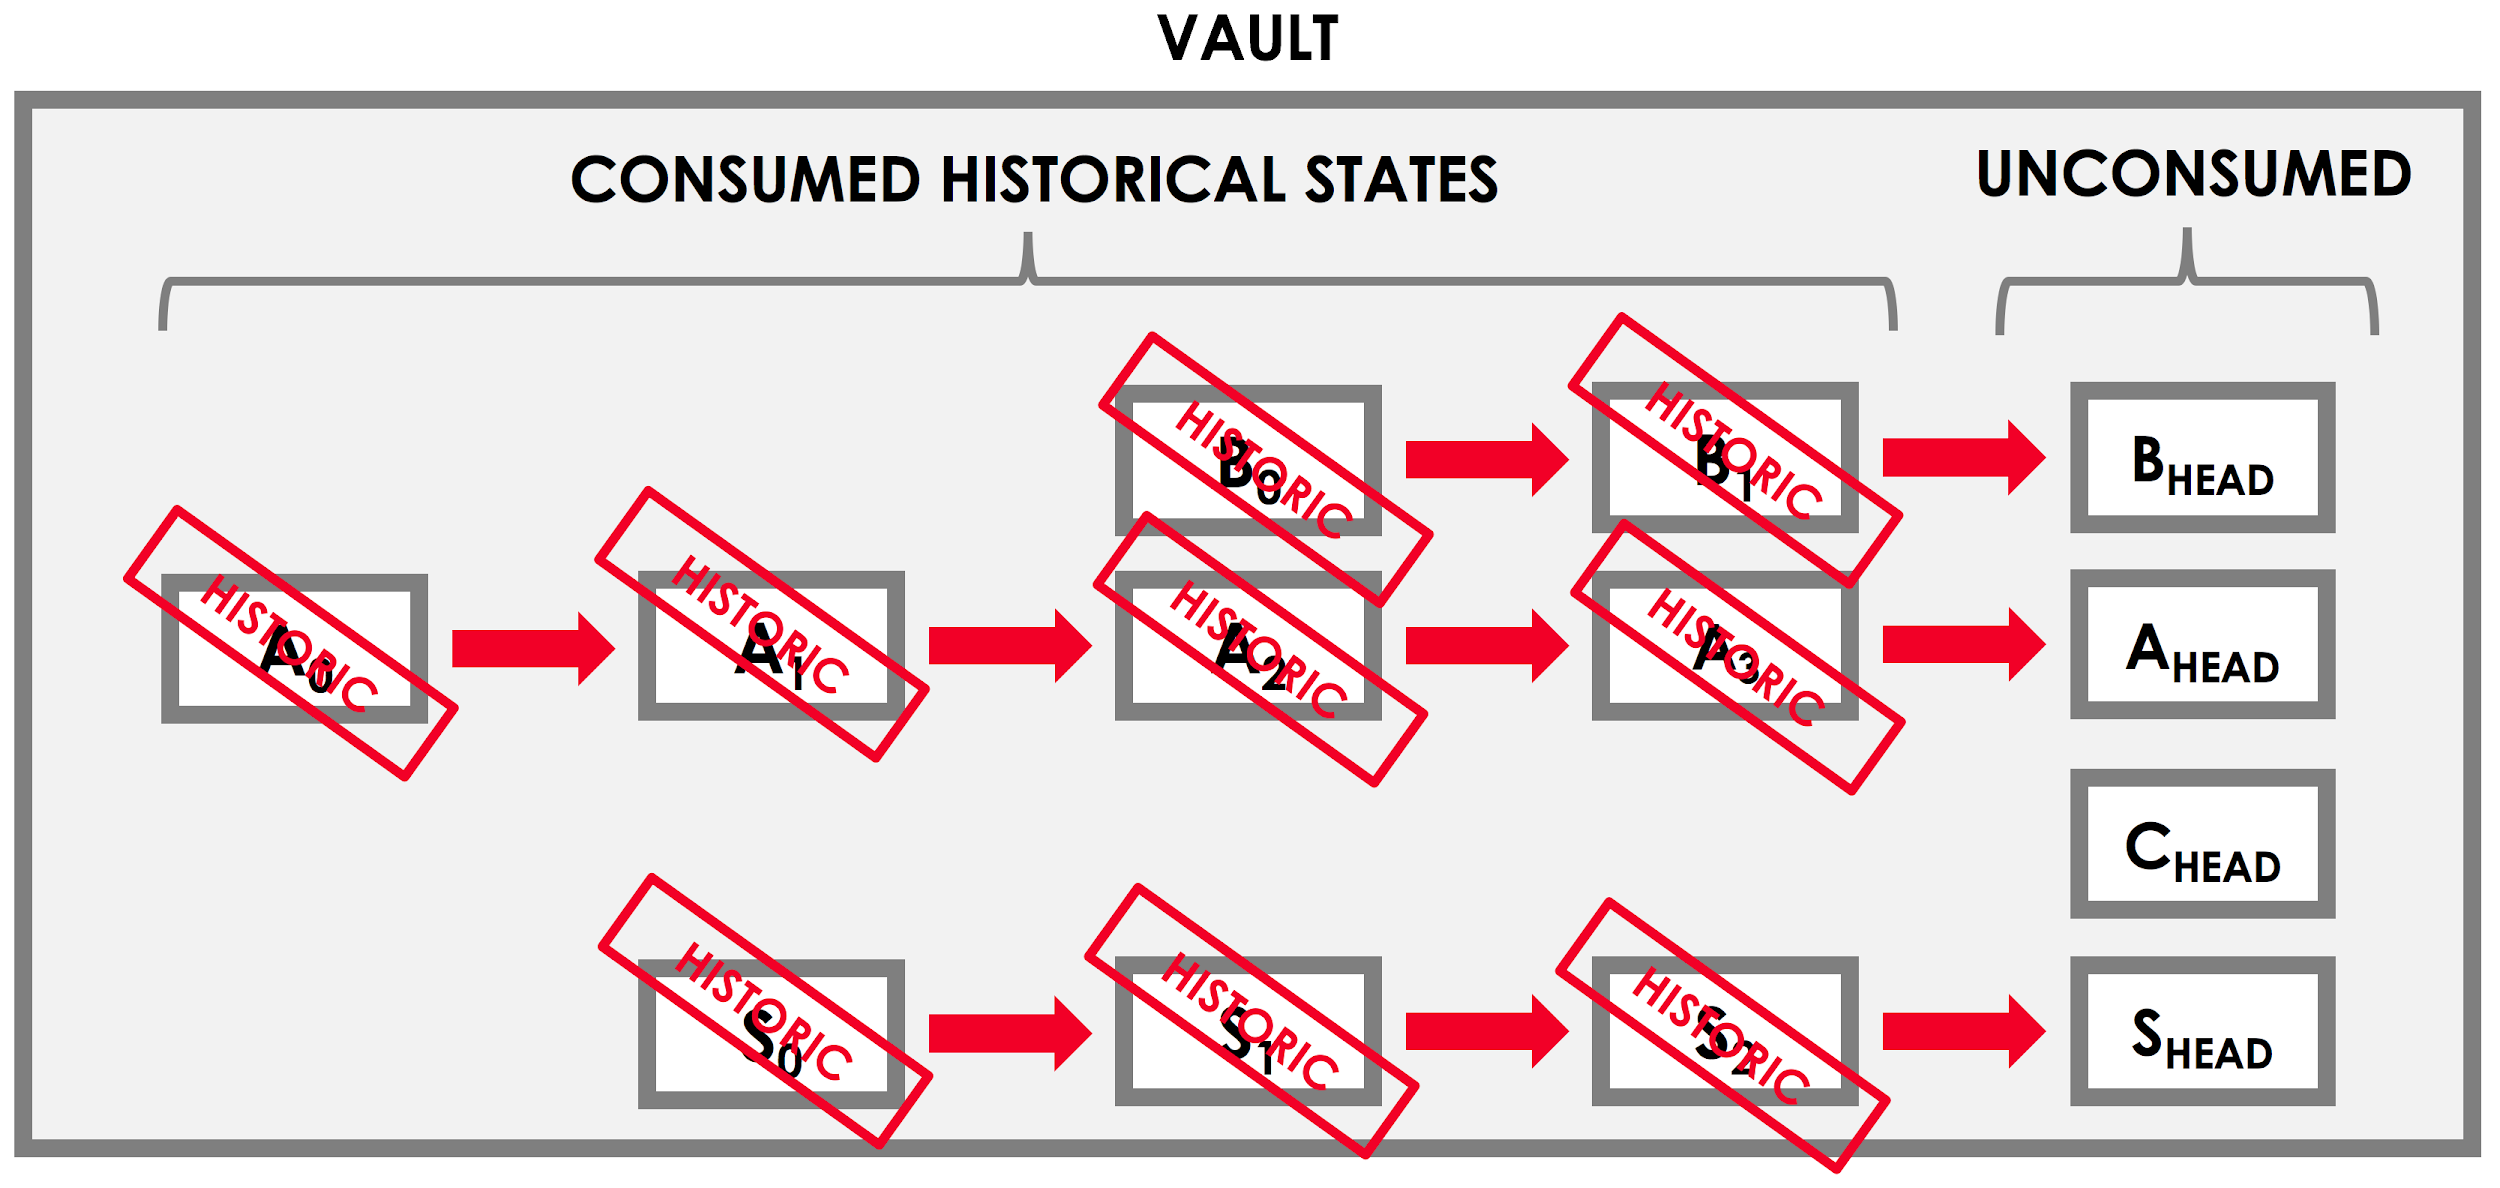 VAULT
CONSUMED HISTORICAL STATES
UNCONSUMED
B0 HISTORIC
B1 HISTORIC
BHEAD
A0 HISTORIC
A1 HISTORIC
A2 HISTORIC
A3 HISTORIC
AHEAD
CHEAD
S0 HISTORIC
S1 HISTORIC
S2 HISTORIC
SHEAD